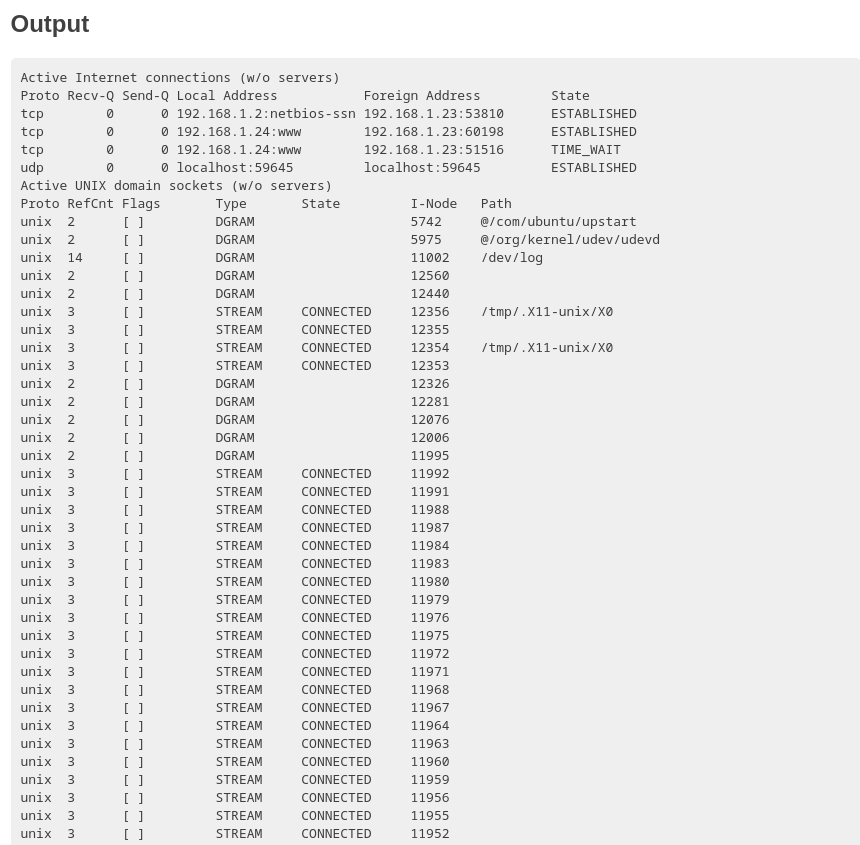 Output
Active Internet connections (w/o servers)
Proto Recv-Q Send-Q Local Address           Foreign Address         State
tcp        0      0 192.168.1.2:netbios-ssn 192.168.1.23:53810      ESTABLISHED
tcp        0      0 192.168.1.24:www        192.168.1.23:60198      ESTABLISHED
tcp        0      0 192.168.1.24:www        192.168.1.23:51516      TIME_WAIT
udp        0      0 localhost:59645         localhost:59645         ESTABLISHED
Active UNIX domain sockets (w/o servers)
Proto RefCnt Flags       Type       State         I-Node   Path
unix  2      [ ]         DGRAM                    5742     @/com/ubuntu/upstart
unix  2      [ ]         DGRAM                    5975     @/org/kernel/udev/udevd
unix  14     [ ]         DGRAM                    11002    /dev/log
unix  2      [ ]         DGRAM                    12560
unix  2      [ ]         DGRAM                    12440
unix  3      [ ]         STREAM     CONNECTED     12356    /tmp/.X11-unix/X0
unix  3      [ ]         STREAM     CONNECTED     12355
unix  3      [ ]         STREAM     CONNECTED     12354    /tmp/.X11-unix/X0
unix  3      [ ]         STREAM     CONNECTED     12353
unix  2      [ ]         DGRAM                    12326
unix  2      [ ]         DGRAM                    12281
unix  2      [ ]         DGRAM                    12076
unix  2      [ ]         DGRAM                    12006
unix  2      [ ]         DGRAM                    11995
unix  3      [ ]         STREAM     CONNECTED     11992
unix  3      [ ]         STREAM     CONNECTED     11991
unix  3      [ ]         STREAM     CONNECTED     11988
unix  3      [ ]         STREAM     CONNECTED     11987
unix  3      [ ]         STREAM     CONNECTED     11984
unix  3      [ ]         STREAM     CONNECTED     11983
unix  3      [ ]         STREAM     CONNECTED     11980
unix  3      [ ]         STREAM     CONNECTED     11979
unix  3      [ ]         STREAM     CONNECTED     11976
unix  3      [ ]         STREAM     CONNECTED     11975
unix  3      [ ]         STREAM     CONNECTED     11972
unix  3      [ ]         STREAM     CONNECTED     11971
unix  3      [ ]         STREAM     CONNECTED     11968
unix  3      [ ]         STREAM     CONNECTED     11967
unix  3      [ ]         STREAM     CONNECTED     11964
unix  3      [ ]         STREAM     CONNECTED     11963
unix  3      [ ]         STREAM     CONNECTED     11960
unix  3      [ ]         STREAM     CONNECTED     11959
unix  3      [ ]         STREAM     CONNECTED     11956
unix  3      [ ]         STREAM     CONNECTED     11955
unix  3      [ ]         STREAM     CONNECTED     11952